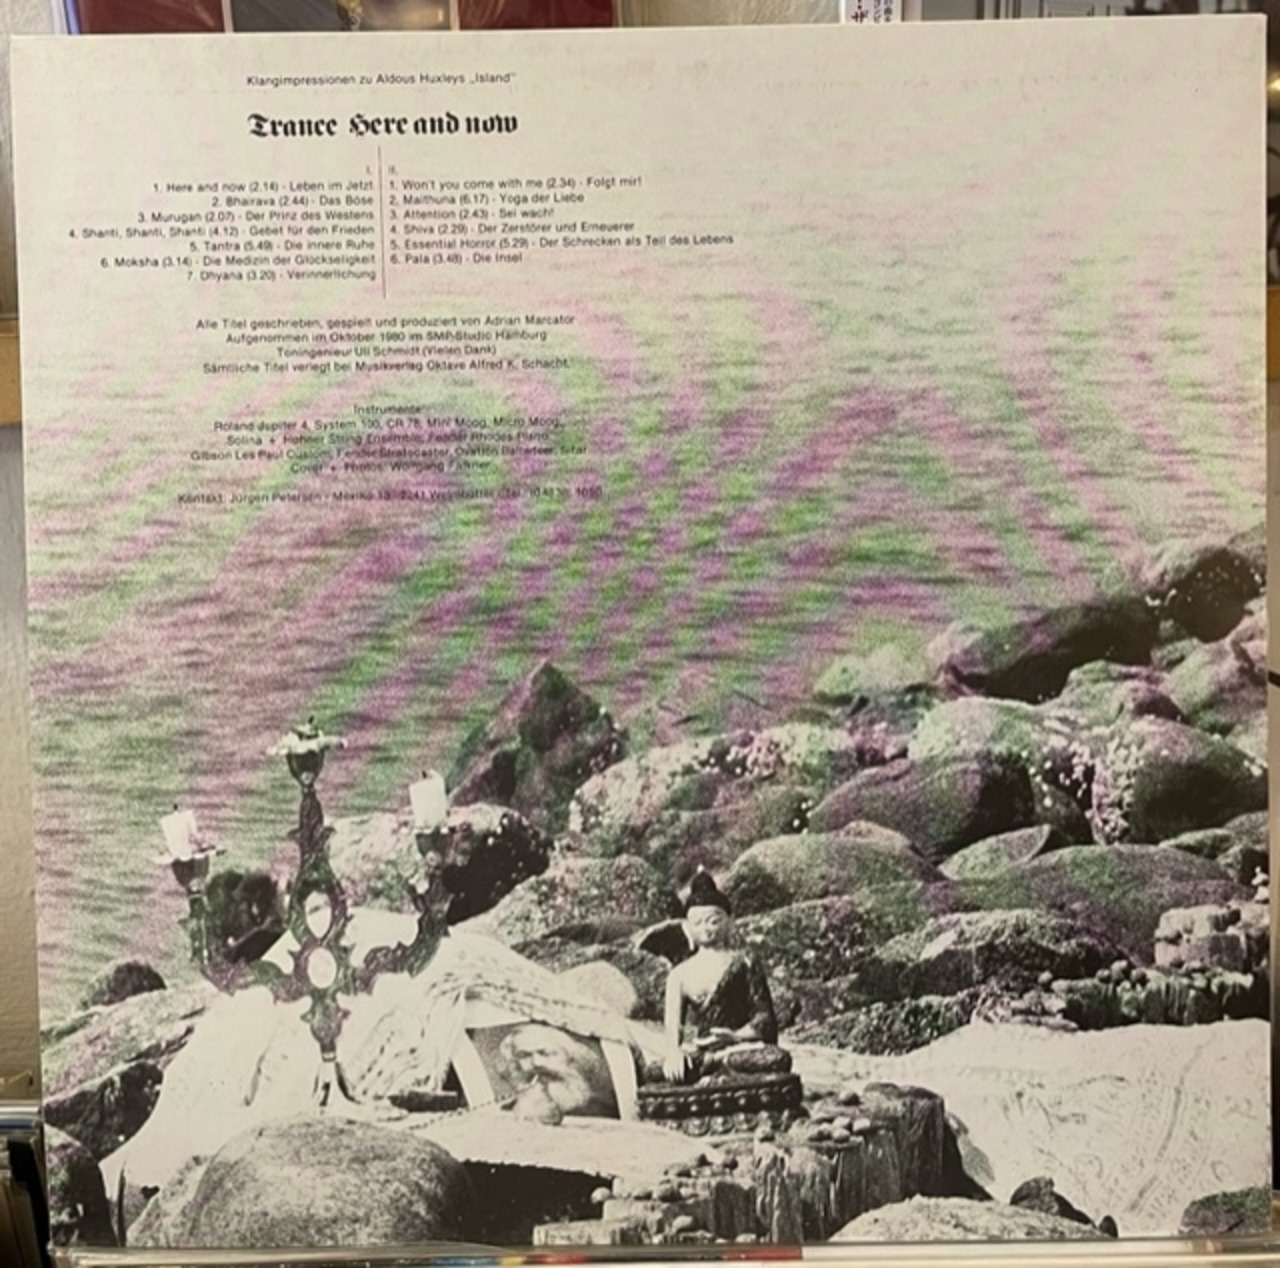 Klangimpressionen zu Aldous Huxleys „Island"
Trance Here and now
I.
1. Here and now (2.14) - Leben im Jetzt
2. Bhairava (2.44) - Das Böse
3. Murugan (2.07) - Der Prinz des Westens
4. Shanti, Shanti, Shanti (4.12) - Gebet für den Frieden
5. Tantra (5.49) - Die innere Ruhe
6. Moksha (3.14) - Die Medizin der Glückseligkeit
7. Dhyana (3.20) - Verinnerlichung
II.
1. Won't you come with me (2.34) - Folgt mir!
2. Maithuna (6.17) - Yoga der Liebe
3. Attention (2.43) - Sei wach!
4. Shiva (2.29) - Der Zerstörer und Erneuerer
5. Essential Horror (5.29) - Der Schrecken als Teil des Lebens
6. Pala (3.48) - Die Insel
Alle Titel geschrieben, gespielt und produziert von Adrian Marcator
Aufgenommen im Oktober 1980 im SMP-Studio Hamburg
Toningenieur Uli Schmidt (Vielen Dank)
Sämtliche Titel verlegt bei Musikverlag Oktave Alfred K. Schacht.
Instrumente
Roland Jupiter 4, System 100, CR 78, Mini Moog, Micro Moog,
Solina + Hohner String Ensemble, Fender Rhodes Piano
Gibson Les Paul Custom, Fender Stratocaster, Ovation Balladeer, Sitar
Cover + Photos: Wolfgang
Kontakt: Jürgen Petersen - 13 - 2241